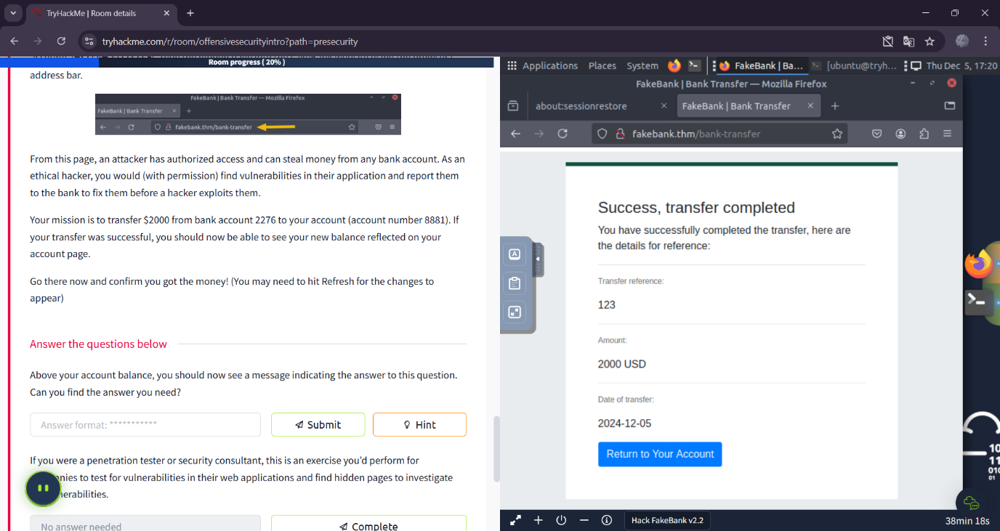 TryHackMe | Room details
tryhackme.com/r/room/offensivesecurityintro?path=presecurity
Room progress ( 20% )
address bar.
FakeBank | Bank Transfer — Mozilla Firefox
FakeBank | Bank Transfer
fakebank.thm/bank-transfer
From this page, an attacker has authorized access and can steal money from any bank account. As an
ethical hacker, you would (with permission) find vulnerabilities in their application and report them
to the bank to fix them before a hacker exploits them.
Your mission is to transfer $2000 from bank account 2276 to your account (account number 8881). If
your transfer was successful, you should now be able to see your new balance reflected on your
account page.
Go there now and confirm you got the money! (You may need to hit Refresh for the changes to
appear)
Answer the questions below
Above your account balance, you should now see a message indicating the answer to this question.
Can you find the answer you need?
Answer format: ***********
Submit
Hint
If you were a penetration tester or security consultant, this is an exercise you'd perform for
nies to test for vulnerabilities in their web applications and find hidden pages to investigate
nerabilities.
No answer needed
Complete
Applications Places System
FakeBank | Ba...
[ubuntu@tryh...
Thu Dec 5, 17:20
FakeBank | Bank Transfer — Mozilla Firefox
about:sessionrestore
FakeBank | Bank Transfer
fakebank.thm/bank-transfer
Success, transfer completed
You have successfully completed the transfer, here are
the details for reference:
Transfer reference:
123
Amount:
2000 USD
Date of transfer:
2024-12-05
Return to Your Account
A
10
11
010
01
Hack FakeBank v2.2
38min 18s